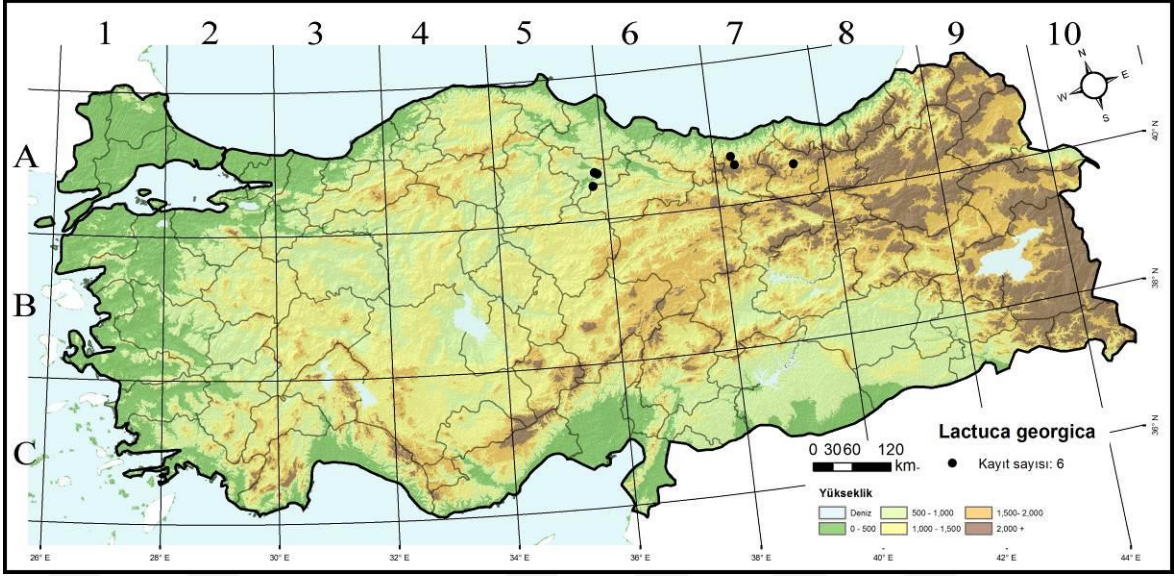 1 2 3 4 5 6 7 8 9 10
N
W E
S
A
B
C
40° N
38° N
36° N
Lactuca georgica
Kayıt sayısı: 6
0 3060 120
km
Yükseklik
Deniz 500 - 1,000 1,500- 2,000
0 - 500 1,000 - 1,500 2,000 +
26° E 28° E 30° E 32° E 34° E 36° E 38° E 40° E 42° E 44° E